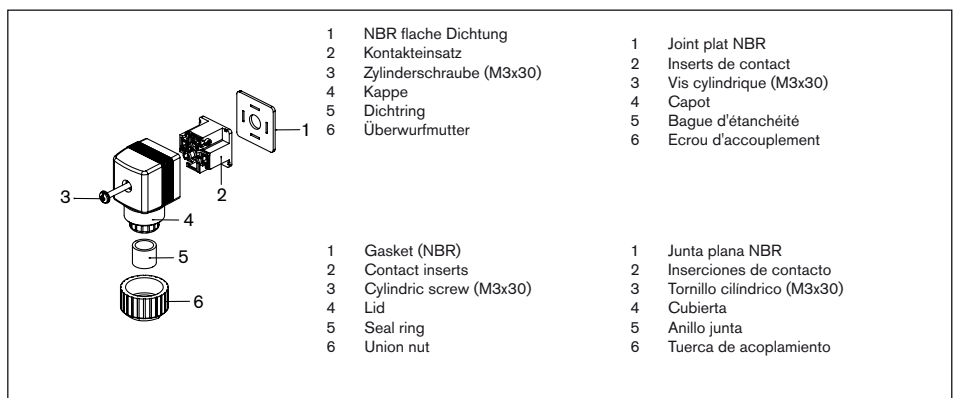 1 NBR flache Dichtung
2 Kontakteinsatz
3 Zylinderschraube (M3x30)
4 Kappe
5 Dichtring
6 Überwurfmutter
1 Joint plat NBR
2 Inserts de contact
3 Vis cylindrique (M3x30)
4 Capot
5 Bague d'étanchéité
6 Ecrou d'accouplement
1
2
3
4
5
6
1 Gasket (NBR)
2 Contact inserts
3 Cylindric screw (M3x30)
4 Lid
5 Seal ring
6 Union nut
1 Junta plana NBR
2 Inserciones de contacto
3 Tornillo cilíndrico (M3x30)
4 Cubierta
5 Anillo junta
6 Tuerca de acoplamiento